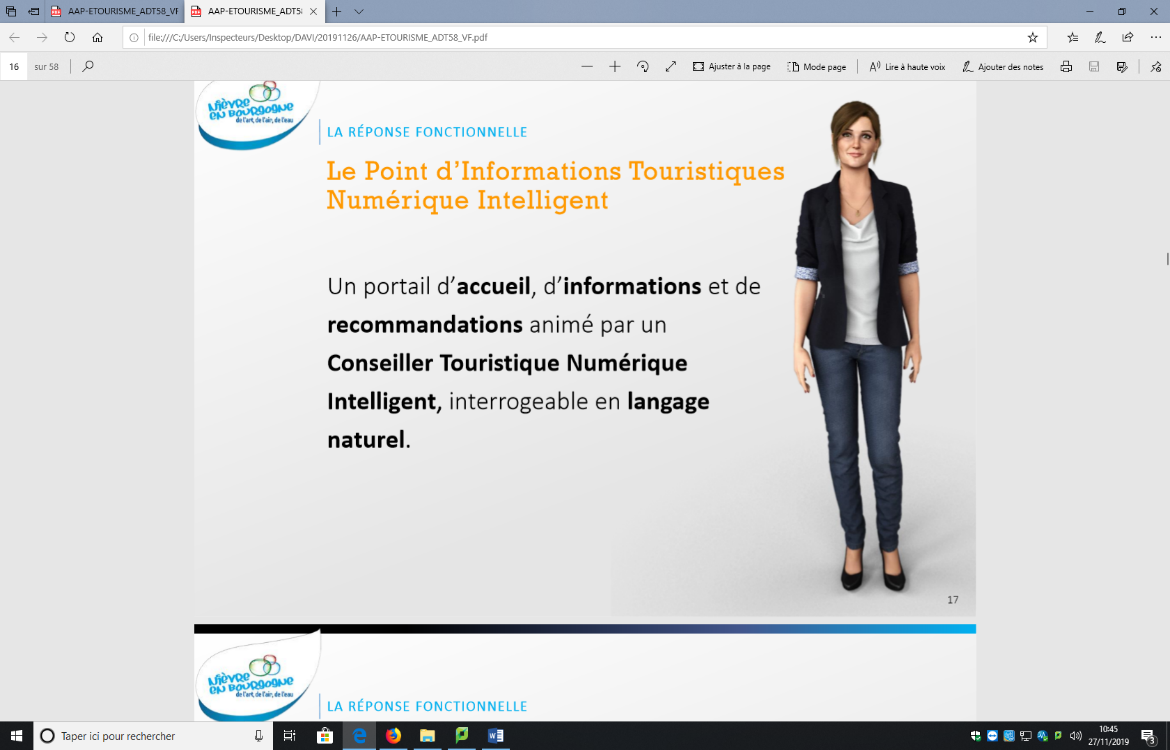 AAP-ETOURISME_ADT58_VF
AAP-ETOURISME_ADT58
file:///C:/Users/Inspecteurs/Desktop/DAVI/20191126/AAP-ETOURISME_ADT58_VF.pdf
16 sur 58
Ajuster à la page
Mode page
Lire à haute voix
Ajouter des notes
NIÈVRE
EN BOURGOGNE
de l'art, de l'air, de l'eau
LA RÉPONSE FONCTIONNELLE
Le Point d’Informations Touristiques
Numérique Intelligent
Un portail d’accueil, d’informations et de
recommandations animé par un
Conseiller Touristique Numérique
Intelligent, interrogeable en langage
naturel.
17
NIÈVRE
EN BOURGOGNE
de l'art, de l'air, de l'eau
LA RÉPONSE FONCTIONNELLE
Taper ici pour rechercher
10:45
27/11/2019
3